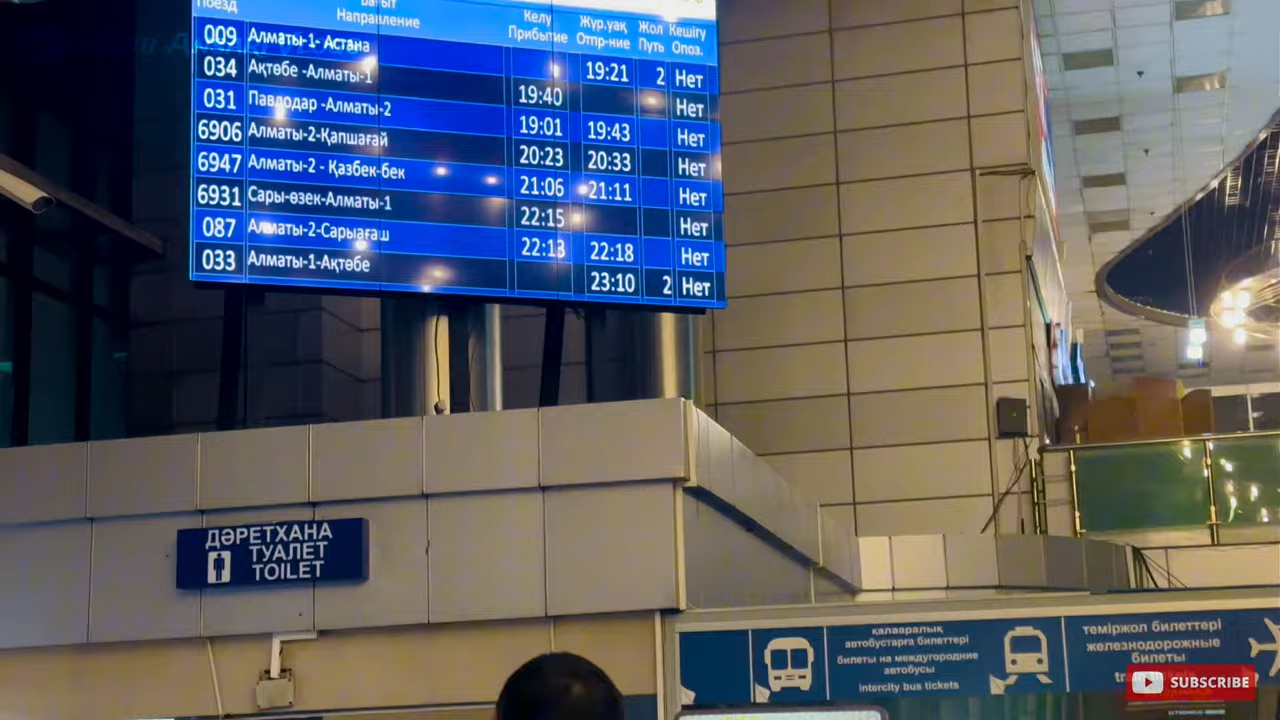 Поезд Бағыт Направление Келу Прибытие Жүр.уақ Отпр-ние Жол Путь Кешігу Опоз.
009 Алматы-1- Астана 19:21 2 Нет
034 Ақтөбе -Алматы-1 19:40 Нет
031 Павлодар -Алматы-2 19:01 19:43 Нет
6906 Алматы-2-Қапшағай 20:23 20:33 Нет
6947 Алматы-2 - Қазбек-бек 21:06 21:11 Нет
6931 Сары-өзек-Алматы-1 22:15 Нет
087 Алматы-2-Сарыағаш 22:13 22:18 Нет
033 Алматы-1-Ақтөбе 23:10 2 Нет
ДӘРЕТХАНА
ТУАЛЕТ
TOILET
қалааралық
автобустарға билеттері
билеты на междугородние
автобусы
intercity bus tickets
теміржол билеттері
железнодорожные
билеты
SUBSCRIBE